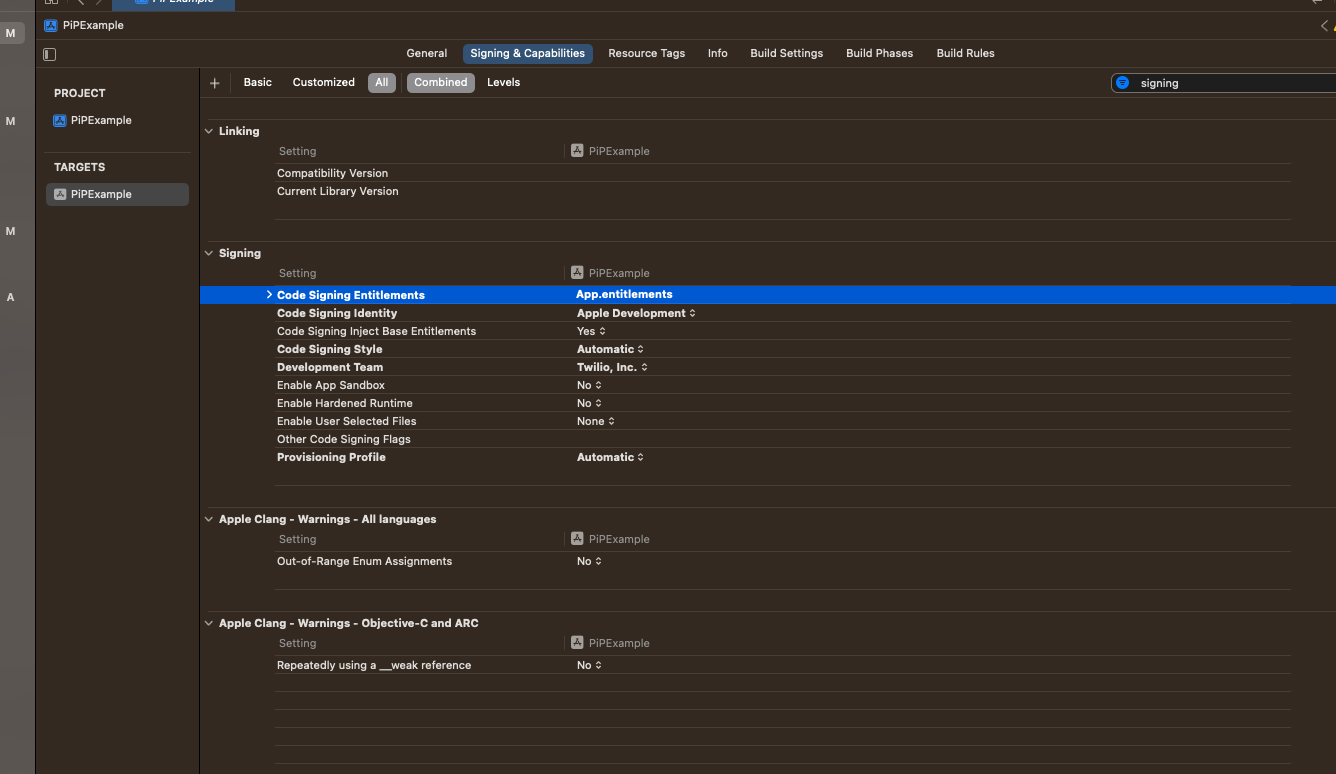 PiPExample
M
PiPExample
General Signing & Capabilities Resource Tags Info Build Settings Build Phases Build Rules
Basic Customized All Combined Levels signing
PROJECT
PiPExample
M
TARGETS
PiPExample
M
A
Linking
Setting PiPExample
Compatibility Version
Current Library Version
Signing
Setting PiPExample
Code Signing Entitlements App.entitlements
Code Signing Identity Apple Development
Code Signing Inject Base Entitlements Yes
Code Signing Style Automatic
Development Team Twilio, Inc.
Enable App Sandbox No
Enable Hardened Runtime No
Enable User Selected Files None
Other Code Signing Flags
Provisioning Profile Automatic
Apple Clang - Warnings - All languages
Setting PiPExample
Out-of-Range Enum Assignments No
Apple Clang - Warnings - Objective-C and ARC
Setting PiPExample
Repeatedly using a __weak reference No